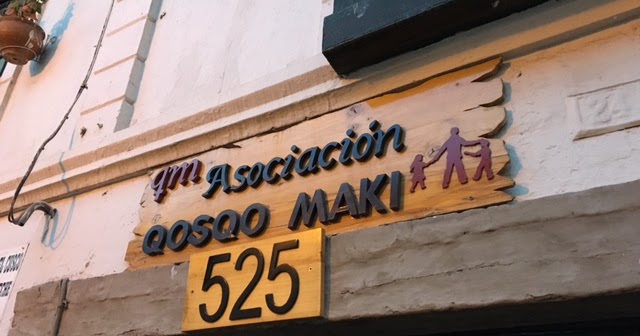 qm Asociación
QOSQO MAKI
525